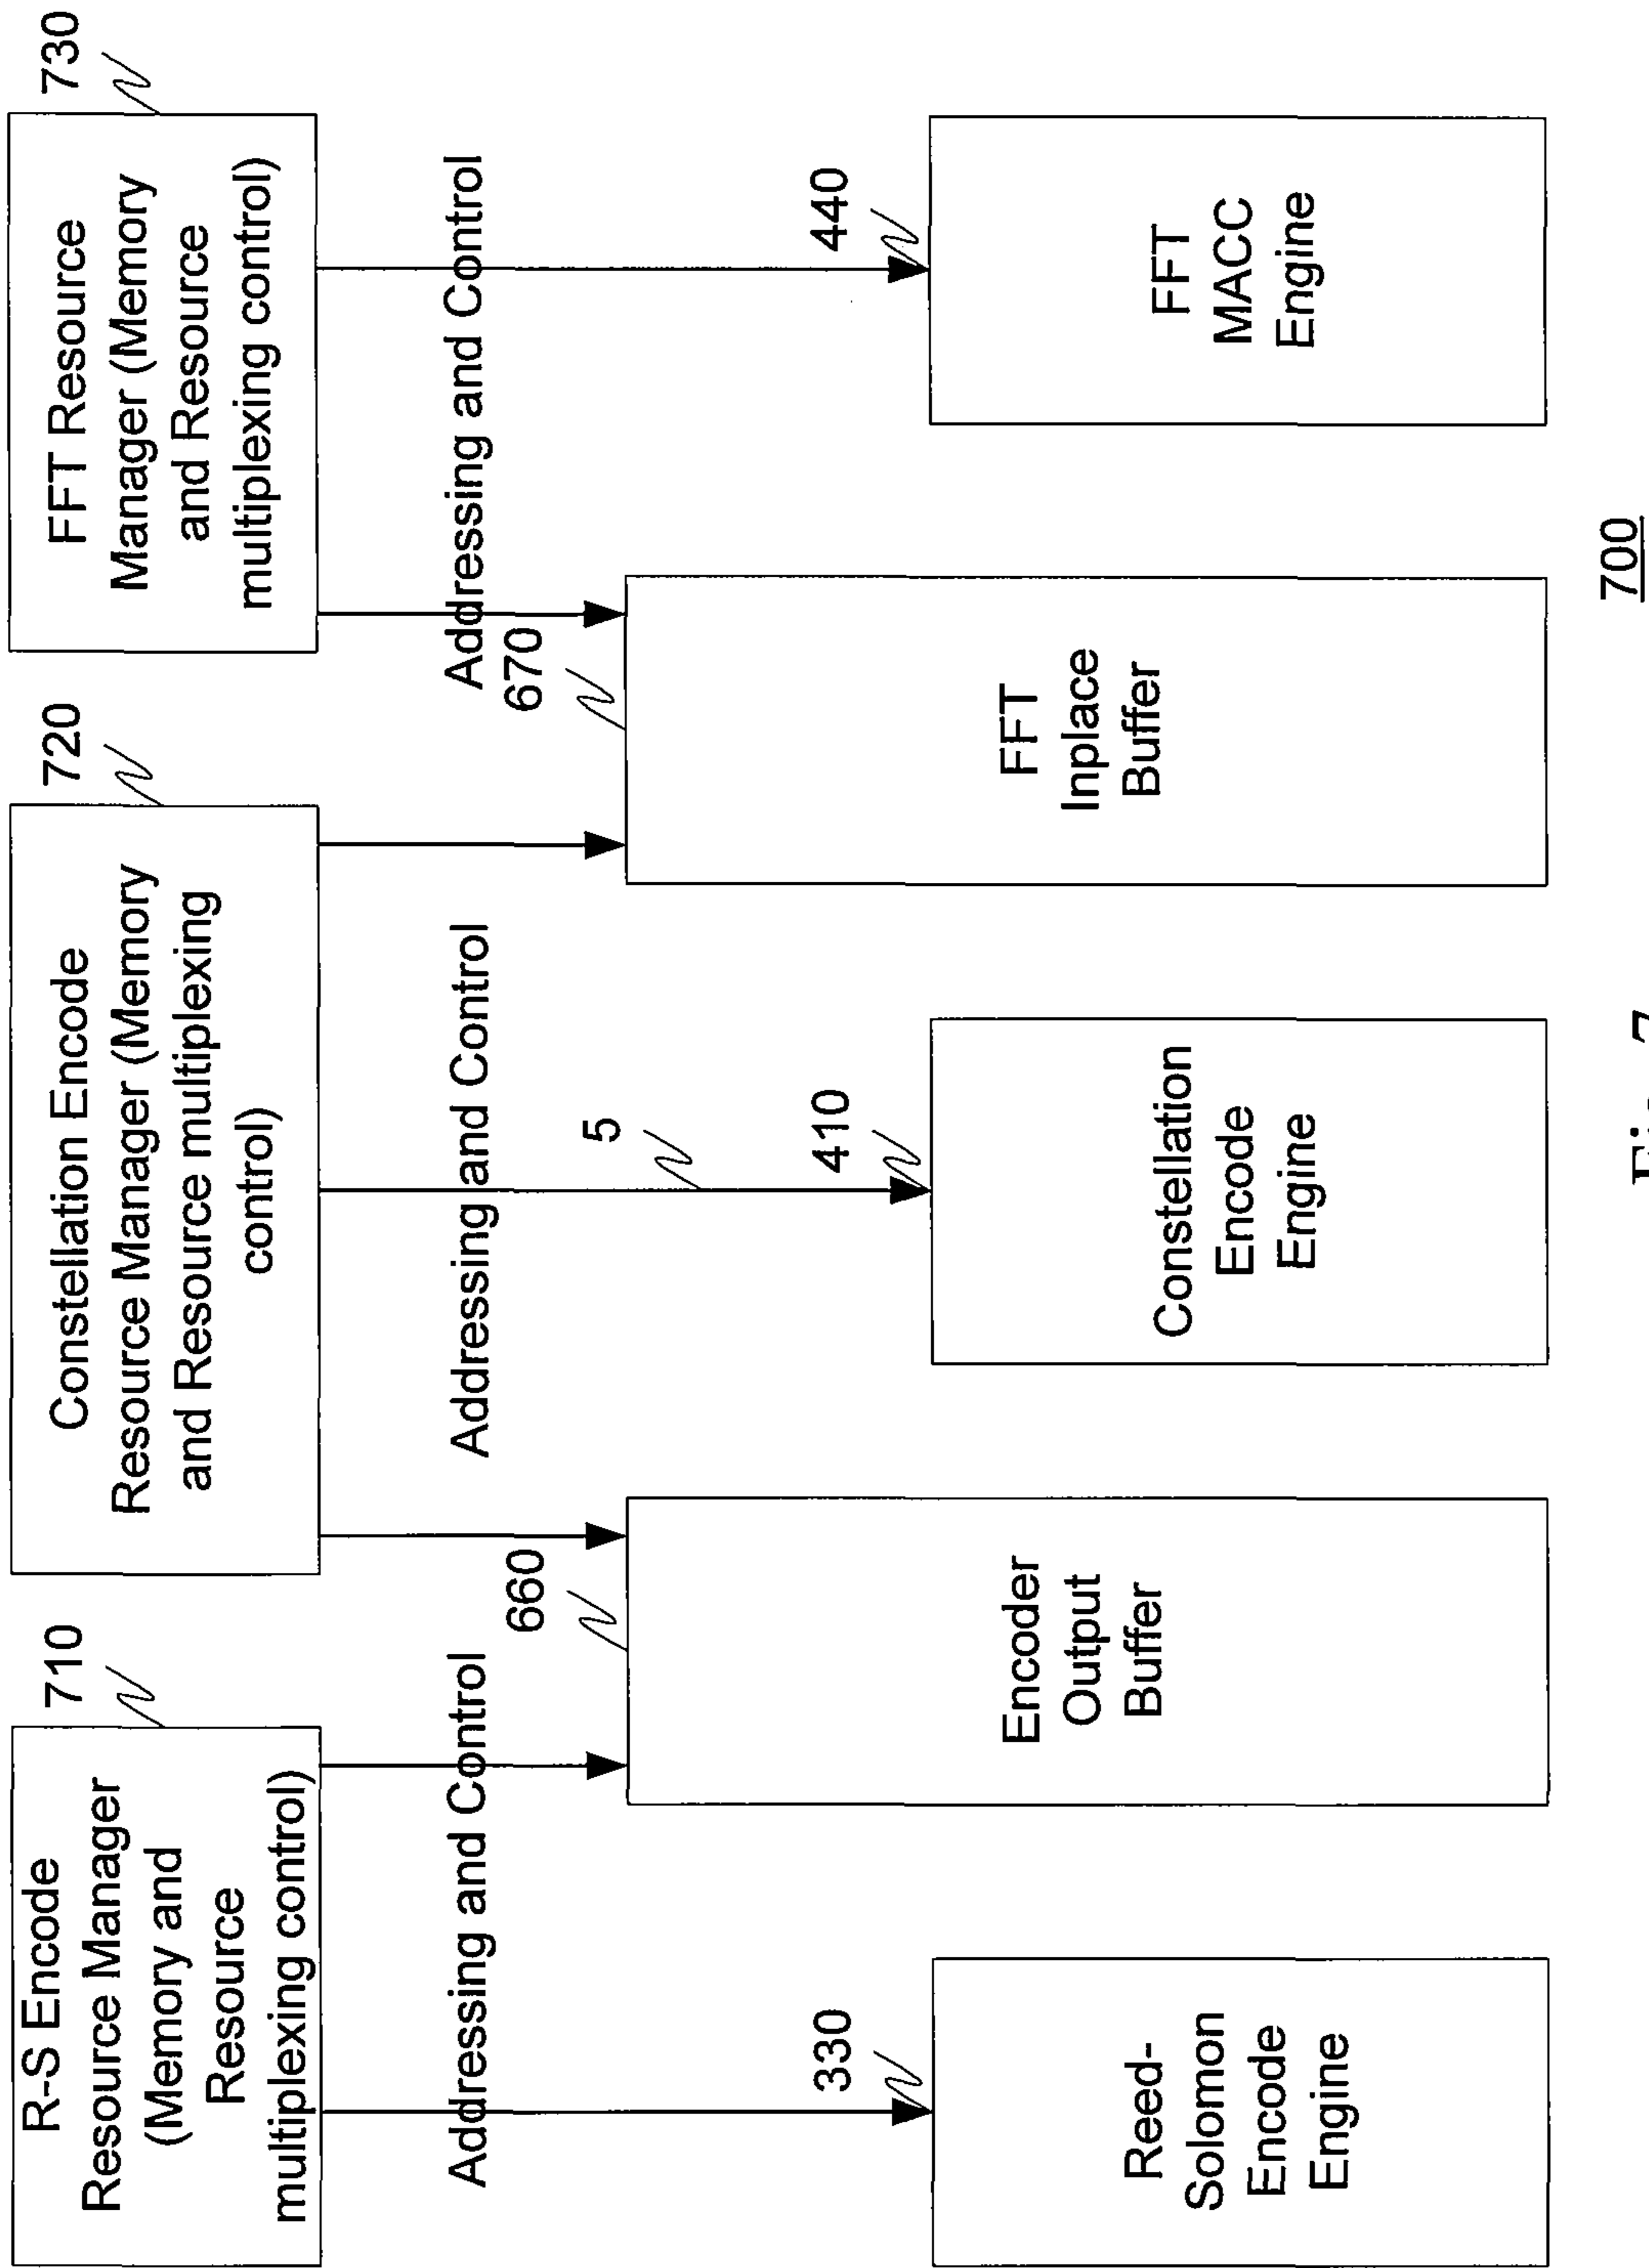 710
R-S Encode
Resource Manager
(Memory and
Resource
multiplexing control)
720
Constellation Encode
Resource Manager (Memory
and Resource multiplexing
control)
730
FFT Resource
Manager (Memory
and Resource
multiplexing control)
Addressing and Control
Addressing and Control
Addressing and Control
660
670
5
330
410
440
Reed-
Solomon
Encode
Engine
Encoder
Output
Buffer
Constellation
Encode
Engine
FFT
Inplace
Buffer
FFT
MACC
Engine
700
Fig. 7